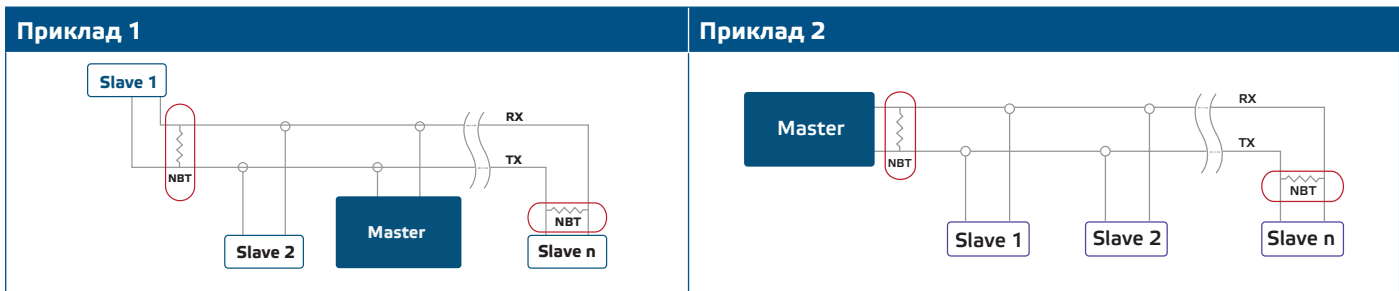 Приклад 1
Slave 1
RX
TX
NBT
NBT
Slave 2
Master
Slave n
Приклад 2
Master
RX
TX
NBT
NBT
Slave 1
Slave 2
Slave n